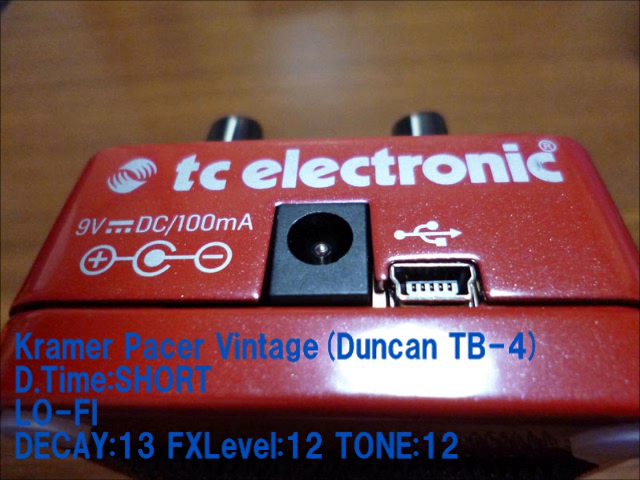 tc electronic®
9V DC/100mA
+ -
Kramer Pacer Vintage (Duncan TB-4)
D.Time:SHORT
LO-FI
DECAY:13 FXLevel:12 TONE:12